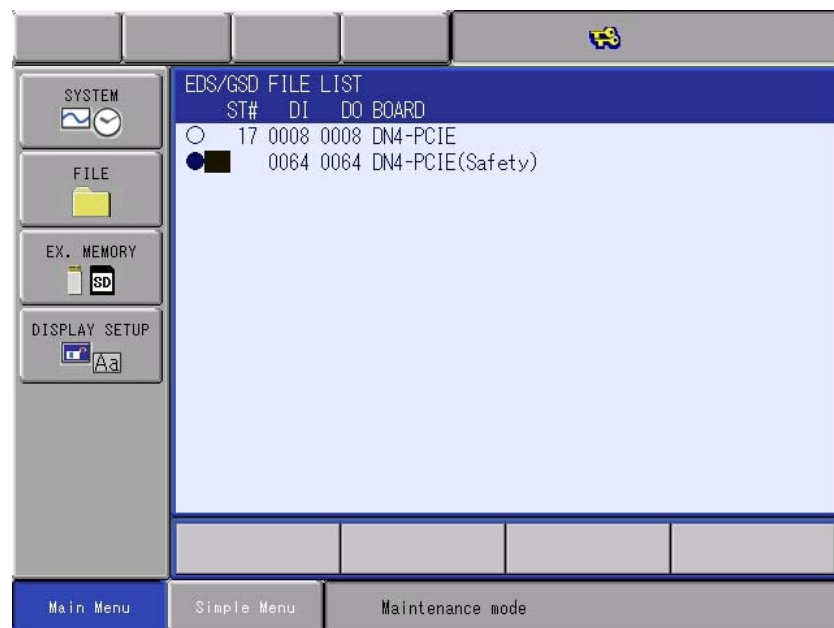 SYSTEM
FILE
EX. MEMORY
SD
DISPLAY SETUP
Aa
EDS/GSD FILE LIST
ST# DI DO BOARD
17 0008 0008 DN4-PCIE
0064 0064 DN4-PCIE(Safety)
Main Menu
Simple Menu
Maintenance mode